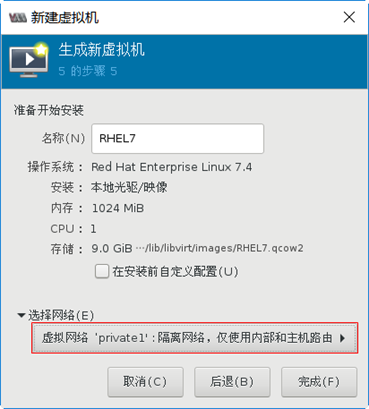 新建虚拟机
生成新虚拟机
5 的步骤 5
准备开始安装
名称(N) RHEL7
操作系统： Red Hat Enterprise Linux 7.4
安装： 本地光驱/映像
内存： 1024 MiB
CPU： 1
存储： 9.0 GiB ···/lib/libvirt/images/RHEL7.qcow2
在安装前自定义配置(U)
选择网络(E)
虚拟网络 'private1' : 隔离网络，仅使用内部和主机路由
取消(C) 后退(B) 完成(F)